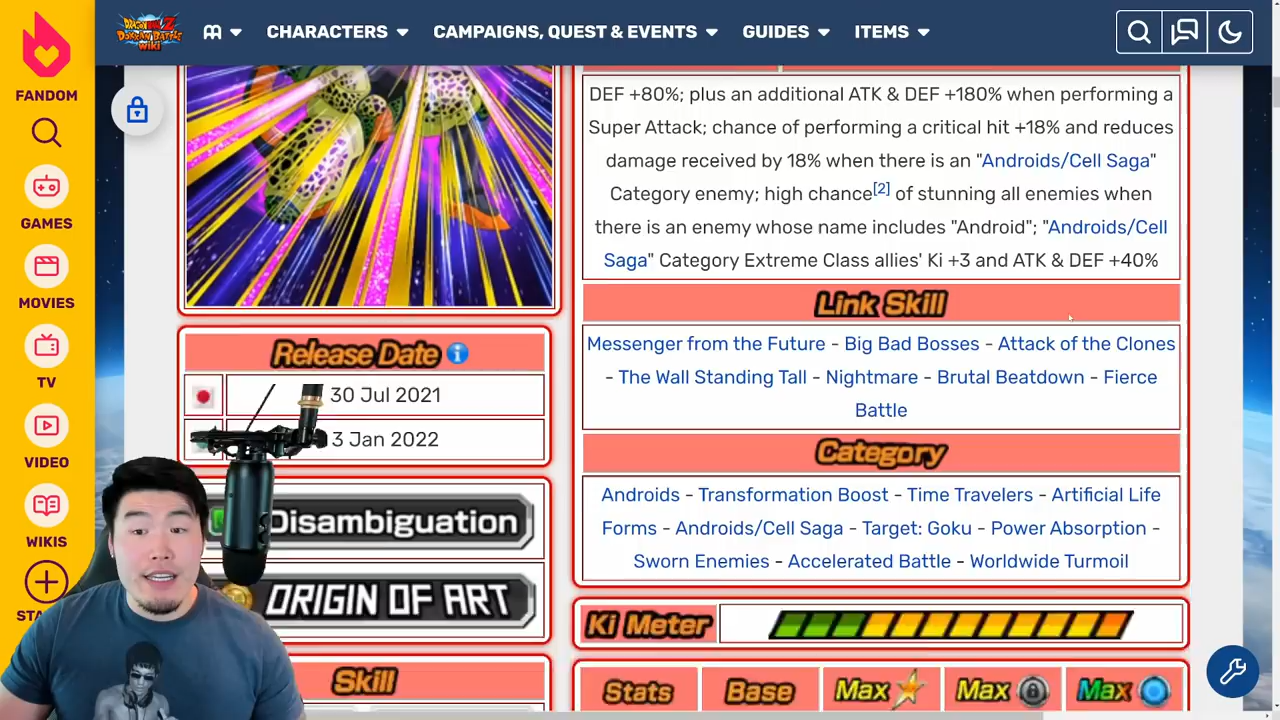 FANDOM
GAMES
MOVIES
TV
VIDEO
WIKIS
DRAGON BALL Z
DOKKAN BATTLE
WIKI
CHARACTERS
CAMPAIGNS, QUEST & EVENTS
GUIDES
ITEMS
DEF +80%; plus an additional ATK & DEF +180% when performing a
Super Attack; chance of performing a critical hit +18% and reduces
damage received by 18% when there is an "Androids/Cell Saga"
Category enemy; high chance[2] of stunning all enemies when
there is an enemy whose name includes "Android"; "Androids/Cell
Saga" Category Extreme Class allies' Ki +3 and ATK & DEF +40%
Link Skill
Messenger from the Future - Big Bad Bosses - Attack of the Clones
- The Wall Standing Tall - Nightmare - Brutal Beatdown - Fierce
Battle
Category
Androids - Transformation Boost - Time Travelers - Artificial Life
Forms - Androids/Cell Saga - Target: Goku - Power Absorption -
Sworn Enemies - Accelerated Battle - Worldwide Turmoil
Ki Meter
Stats
Base
Max
Max
Max
Release Date
30 Jul 2021
3 Jan 2022
Disambiguation
ORIGIN OF ART
Skill